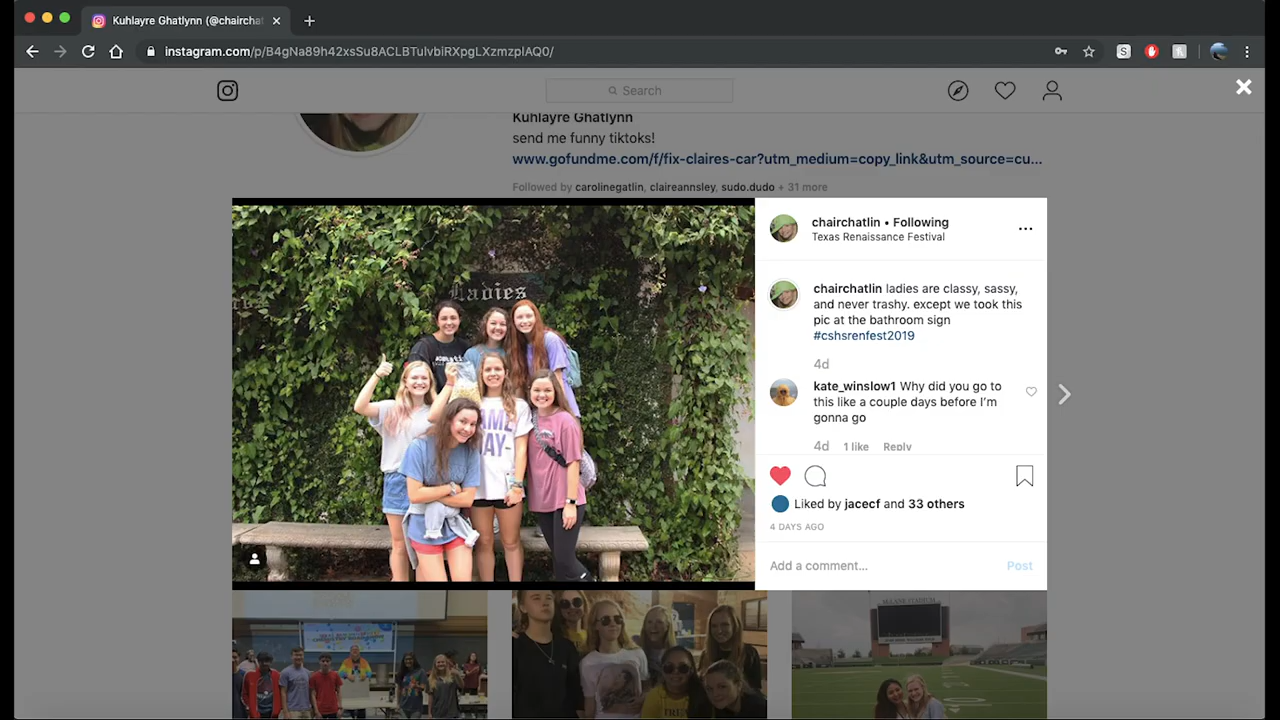 Kuhlayre Ghatlynn (@chairchat
instagram.com/p/B4gNa89h42xsSu8ACLBTulvbiRXpgLXzmzplAQ0/
Search
Kuhlayre Ghatlynn
send me funny tiktoks!
www.gofundme.com/f/fix-claires-car?utm_medium=copy_link&utm_source=cu...
Followed by carolinegatlin, claireannsley, sudo.dudo + 31 more
Ladies
chairchatlin • Following
Texas Renaissance Festival
chairchatlin ladies are classy, sassy,
and never trashy. except we took this
pic at the bathroom sign
#cshsrenfest2019
4d
kate_winslow1 Why did you go to
this like a couple days before I'm
gonna go
4d 1 like Reply
Liked by jacecf and 33 others
4 DAYS AGO
Add a comment... Post